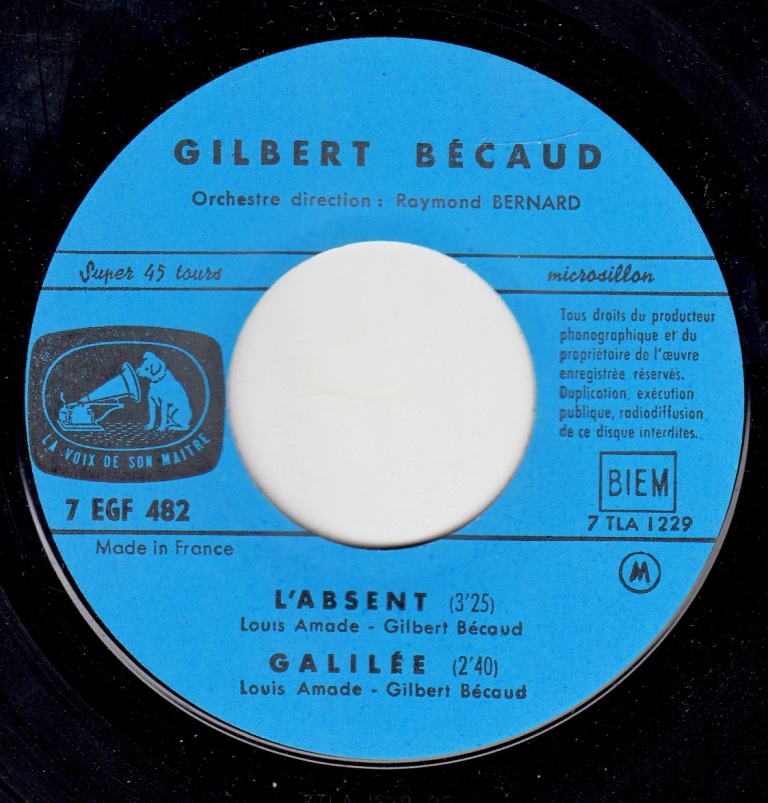 GILBERT BÉCAUD
Orchestre direction : Raymond BERNARD
Super 45 tours
microsillon
Tous droits du producteur
phonographique et du
propriétaire de l'œuvre
enregistrée réservés.
Duplication, exécution
publique, radiodiffusion
de ce disque interdites.
LA VOIX DE SON MAITRE
BIEM
7 EGF 482
7 TLA 1229
Made in France
M
L'ABSENT (3'25)
Louis Amade - Gilbert Bécaud
GALILÉE (2'40)
Louis Amade - Gilbert Bécaud